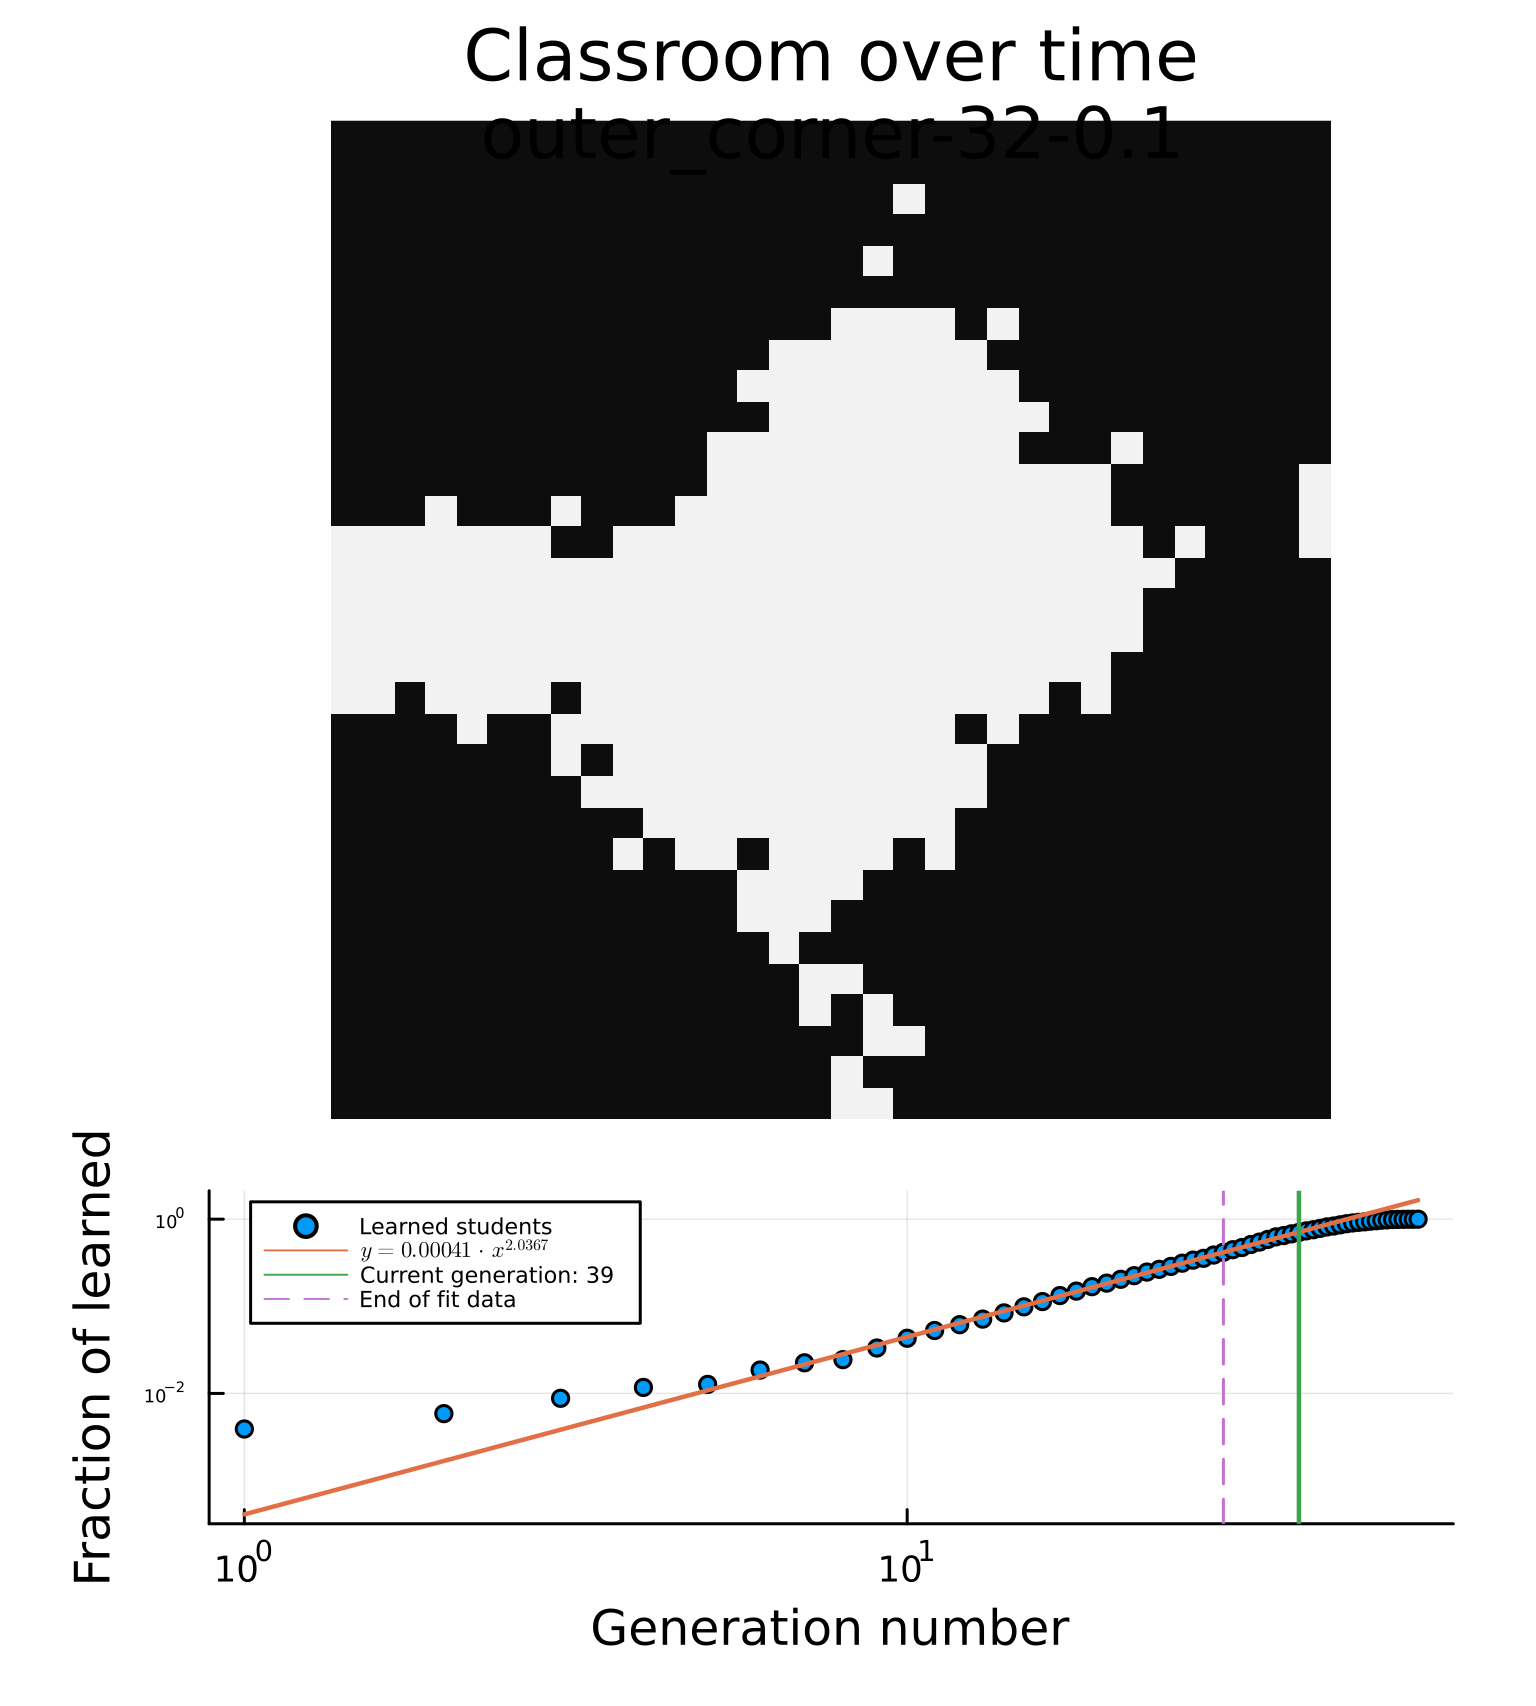 Classroom over time
outer_corner-32-0.1
Fraction of learned
10⁰
10⁻²
Learned students
y = 0.00041 · x^2.0367
Current generation: 39
End of fit data
10⁰
10¹
Generation number